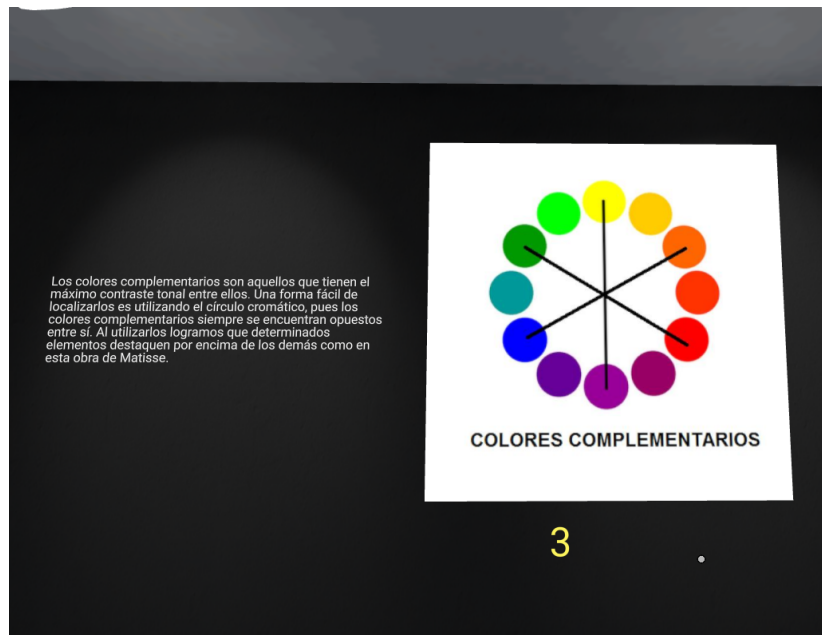 Los colores complementarios son aquellos que tienen el
máximo contraste tonal entre ellos. Una forma fácil de
localizarlos es utilizando el círculo cromático, pues los
colores complementarios siempre se encuentran opuestos
entre sí. Al utilizarlos logramos que determinados
elementos destaquen por encima de los demás como en
esta obra de Matisse.
COLORES COMPLEMENTARIOS
3